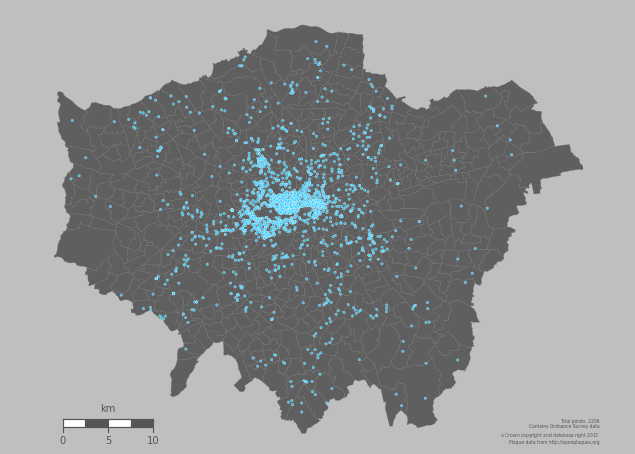 km
0 5 10
Total points: 2206
Contains Ordnance Survey data
© Crown copyright and database right 2013
Plaque data from http://openplaques.org